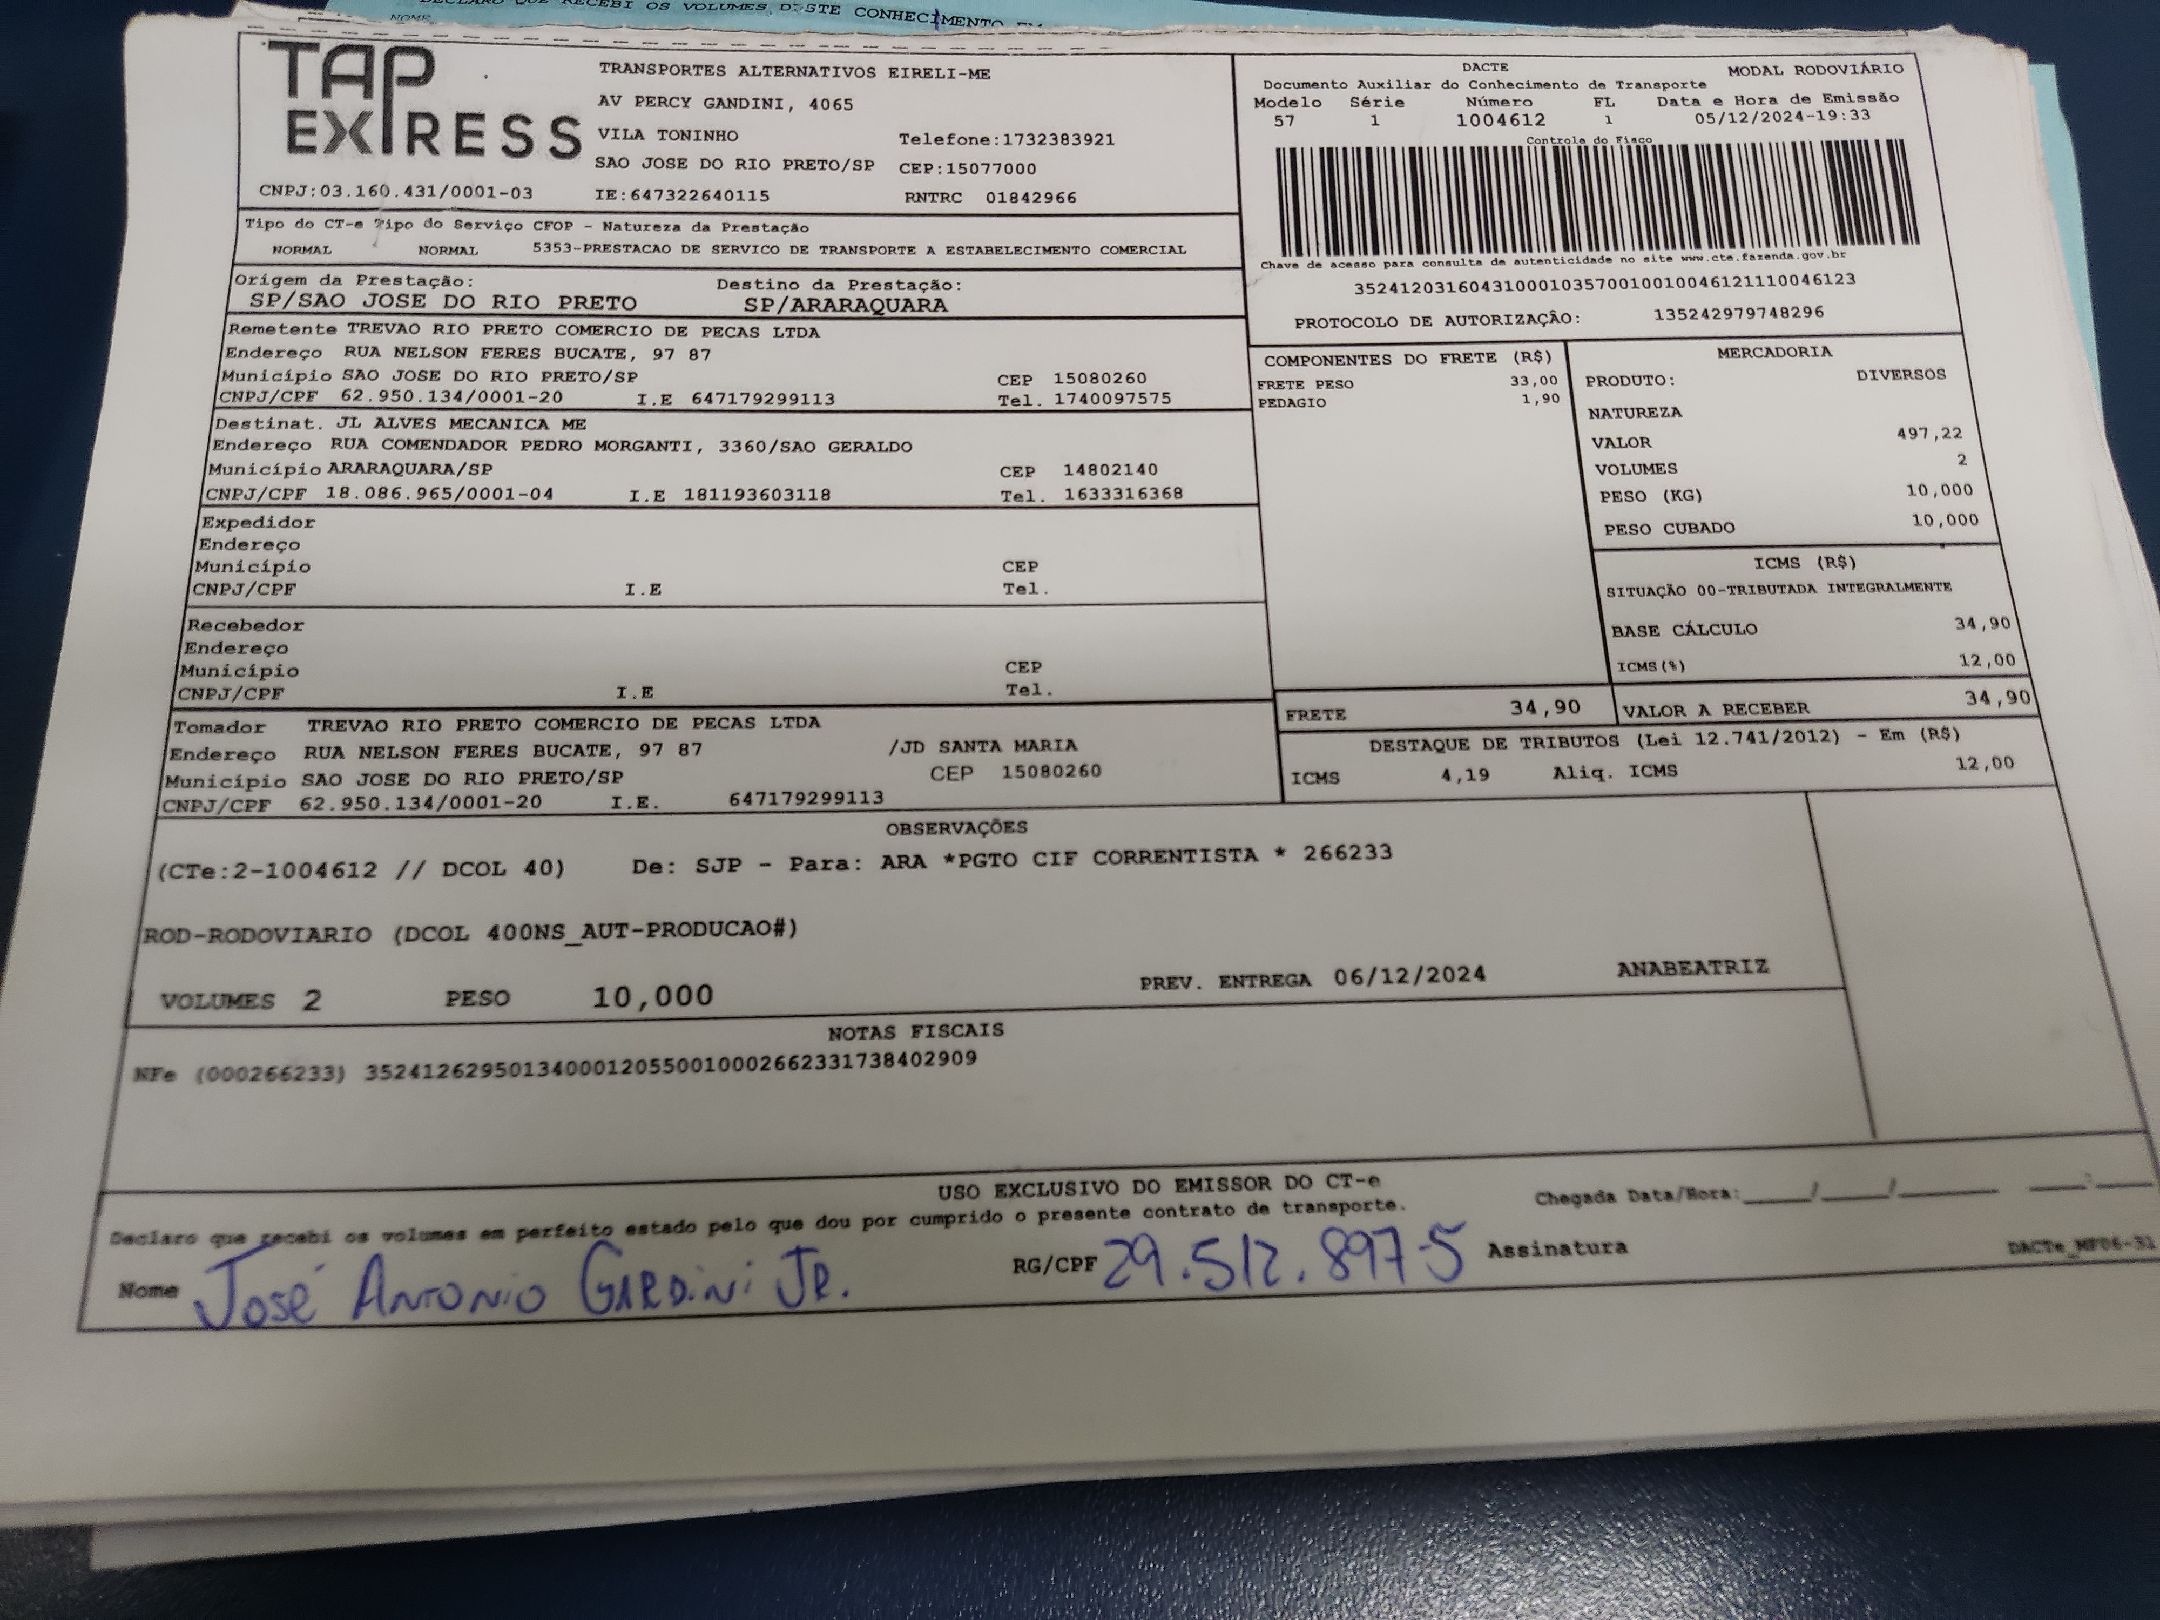 DECLARO QUE RECEBI OS VOLUMES DESTE CONHECIMENTO EM
NOME
TAP EXPRESS
TRANSPORTES ALTERNATIVOS EIRELI-ME
AV PERCY GANDINI, 4065
VILA TONINHO Telefone:1732383921
SAO JOSE DO RIO PRETO/SP CEP:15077000
CNPJ:03.160.431/0001-03 IE:647322640115 RNTRC 01842966
DACTE MODAL RODOVIÁRIO
Documento Auxiliar do Conhecimento de Transporte
Modelo Série Número FL Data e Hora de Emissão
57 1 1004612 1 05/12/2024-19:33
Controle do Fisco
Chave de acesso para consulta de autenticidade no site www.cte.fazenda.gov.br
35241203160431000103570010010046121110046123
PROTOCOLO DE AUTORIZAÇÃO: 135242979748296
Tipo do CT-e Tipo do Serviço CFOP - Natureza da Prestação
NORMAL NORMAL 5353-PRESTACAO DE SERVICO DE TRANSPORTE A ESTABELECIMENTO COMERCIAL
Origem da Prestação: Destino da Prestação:
SP/SAO JOSE DO RIO PRETO SP/ARARAQUARA
Remetente TREVAO RIO PRETO COMERCIO DE PECAS LTDA
Endereço RUA NELSON FERES BUCATE, 97 87
Município SAO JOSE DO RIO PRETO/SP CEP 15080260
CNPJ/CPF 62.950.134/0001-20 I.E 647179299113 Tel. 1740097575
Destinat. JL ALVES MECANICA ME
Endereço RUA COMENDADOR PEDRO MORGANTI, 3360/SAO GERALDO
Município ARARAQUARA/SP CEP 14802140
CNPJ/CPF 18.086.965/0001-04 I.E 181193603118 Tel. 1633316368
Expedidor
Endereço
Município CEP
CNPJ/CPF I.E Tel.
Recebedor
Endereço
Município CEP
CNPJ/CPF I.E Tel.
Tomador TREVAO RIO PRETO COMERCIO DE PECAS LTDA
Endereço RUA NELSON FERES BUCATE, 97 87 /JD SANTA MARIA
Município SAO JOSE DO RIO PRETO/SP CEP 15080260
CNPJ/CPF 62.950.134/0001-20 I.E. 647179299113
COMPONENTES DO FRETE (R$)
FRETE PESO 33,00
PEDAGIO 1,90
MERCADORIA
PRODUTO: DIVERSOS
NATUREZA
VALOR 497,22
VOLUMES 2
PESO (KG) 10,000
PESO CUBADO 10,000
ICMS (R$)
SITUAÇÃO 00-TRIBUTADA INTEGRALMENTE
BASE CÁLCULO 34,90
ICMS(%) 12,00
FRETE 34,90 VALOR A RECEBER 34,90
DESTAQUE DE TRIBUTOS (Lei 12.741/2012) - Em (R$)
ICMS 4,19 Aliq. ICMS 12,00
OBSERVAÇÕES
(CTe:2-1004612 // DCOL 40) De: SJP - Para: ARA *PGTO CIF CORRENTISTA * 266233
ROD-RODOVIARIO (DCOL 400NS_AUT-PRODUCAO#)
VOLUMES 2 PESO 10,000 PREV. ENTREGA 06/12/2024 ANABEATRIZ
NOTAS FISCAIS
NFe (000266233) 35241262950134000120550010002662331738402909
USO EXCLUSIVO DO EMISSOR DO CT-e
Declaro que recebi os volumes em perfeito estado pelo que dou por cumprido o presente contrato de transporte. Chegada Data/Hora:____/____/______ ___:___
Nome José Antonio Gardini Jr. RG/CPF 29.512.897-5 Assinatura
DACTe_MF06-31